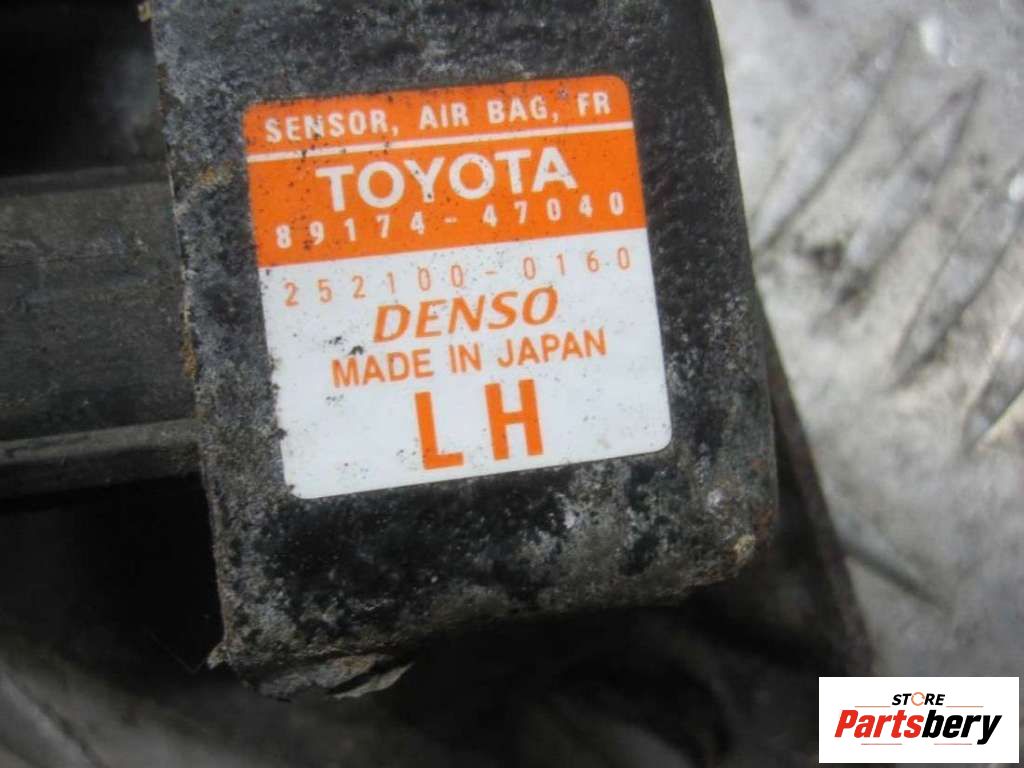 SENSOR, AIR BAG, FR
TOYOTA
89174-47040
252100-0160
DENSO
MADE IN JAPAN
LH
STORE
Partsbery